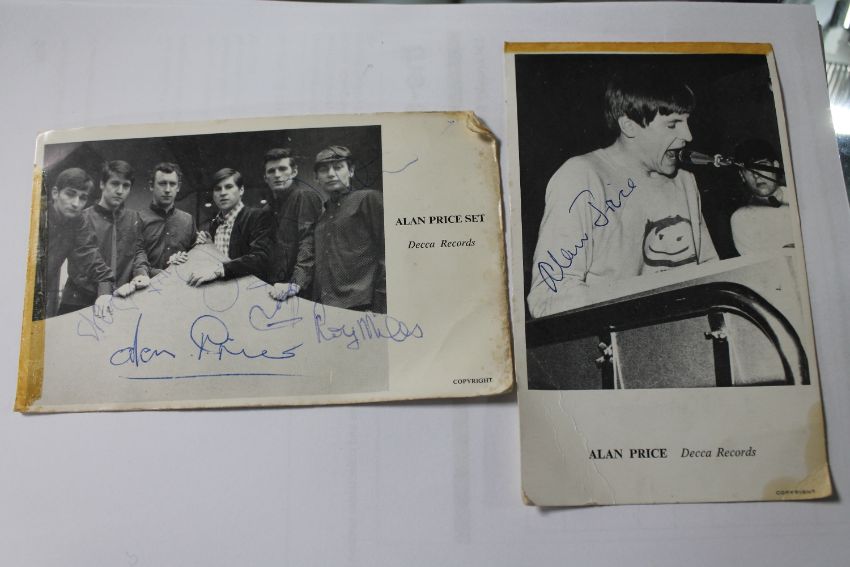 ALAN PRICE SET
Decca Records
Alan Price
Roy Mills
COPYRIGHT
Alan Price
ALAN PRICE Decca Records
COPYRIGHT